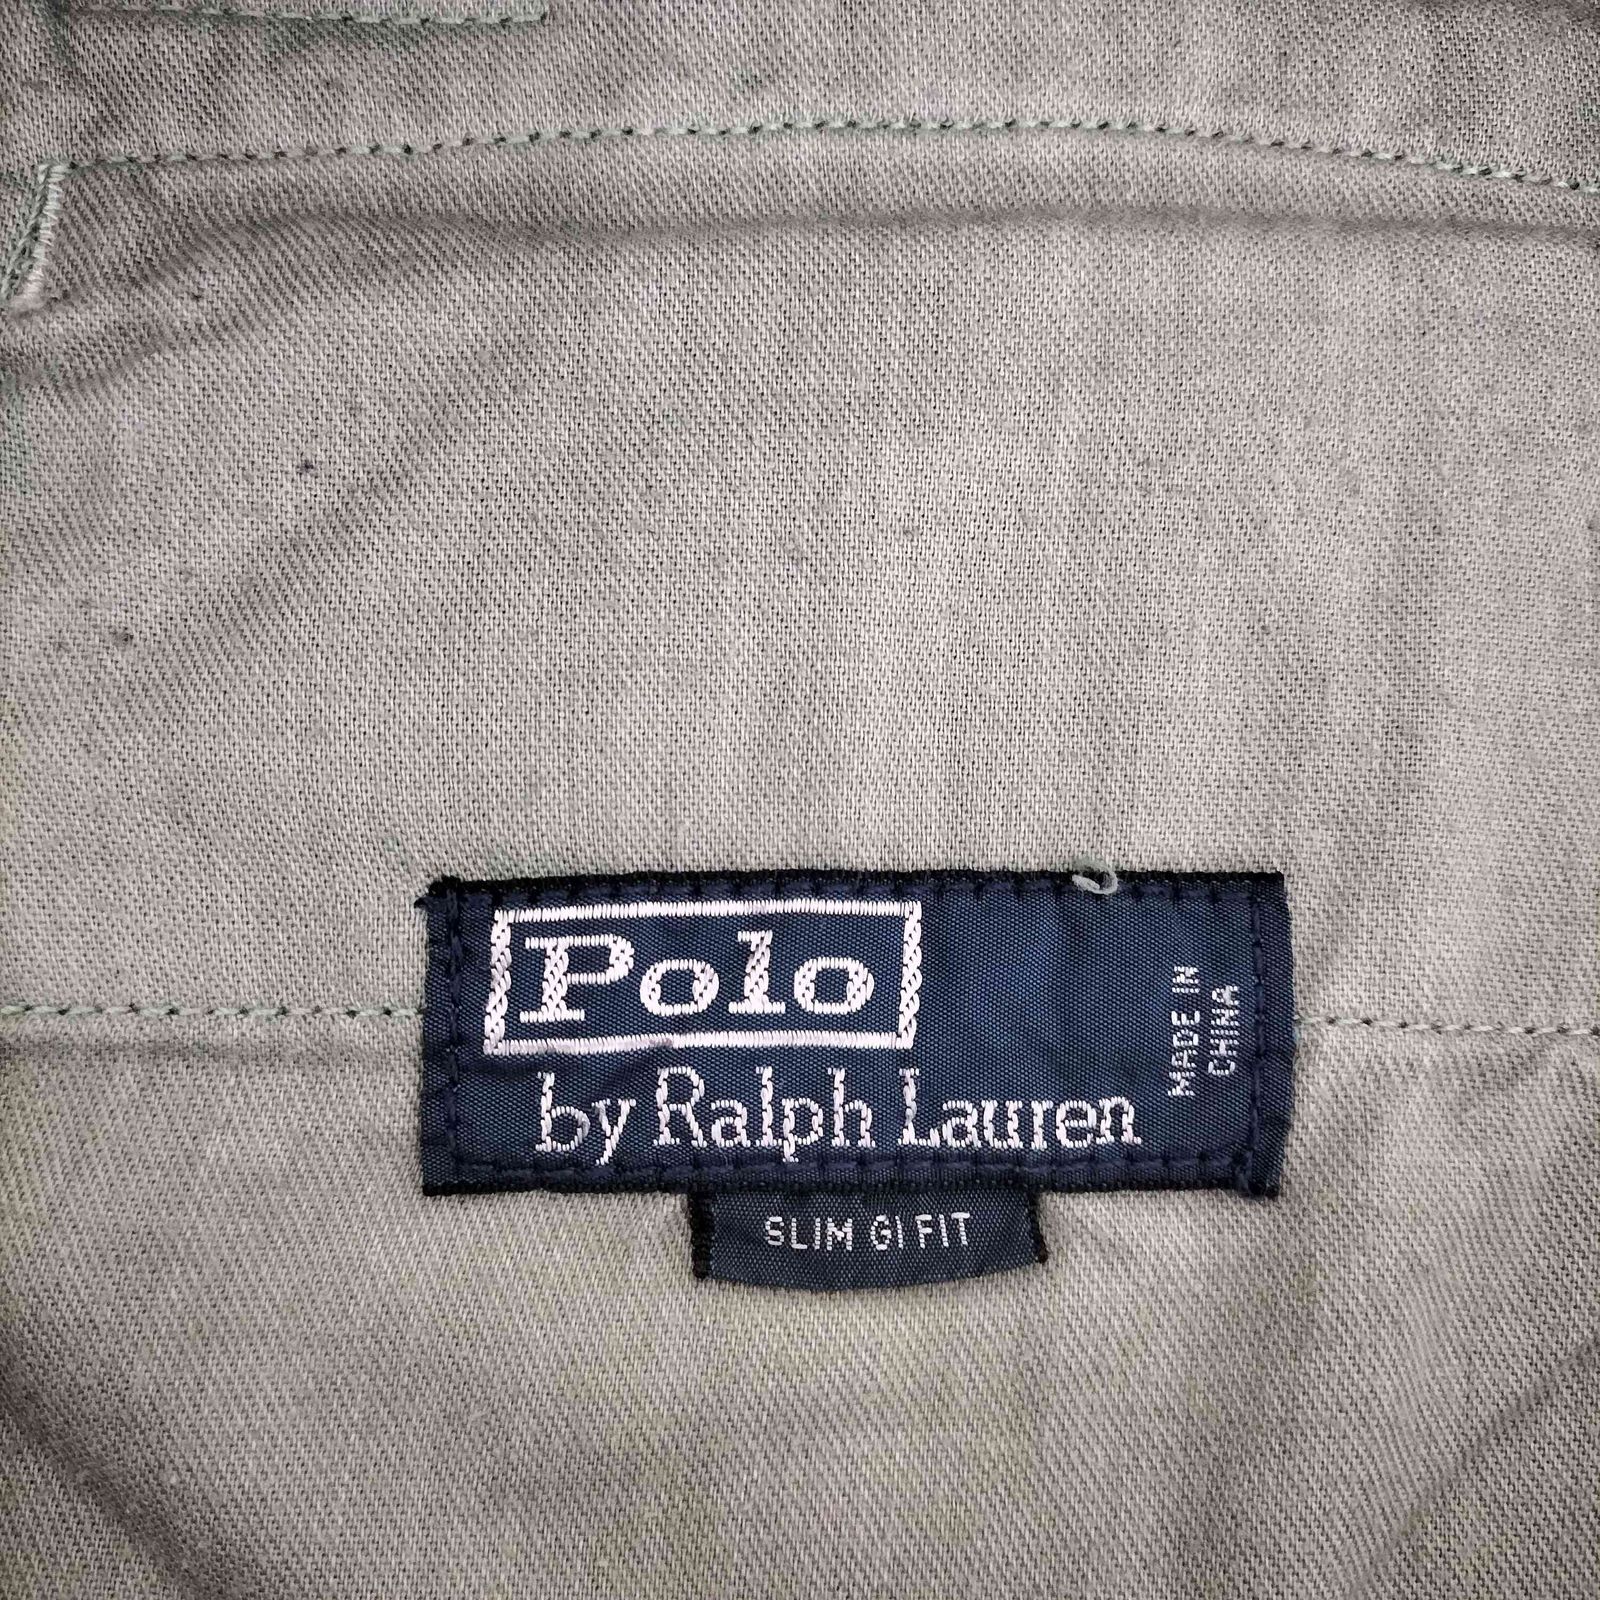 Polo
by Ralph Lauren
MADE IN
CHINA
SLIM GI FIT